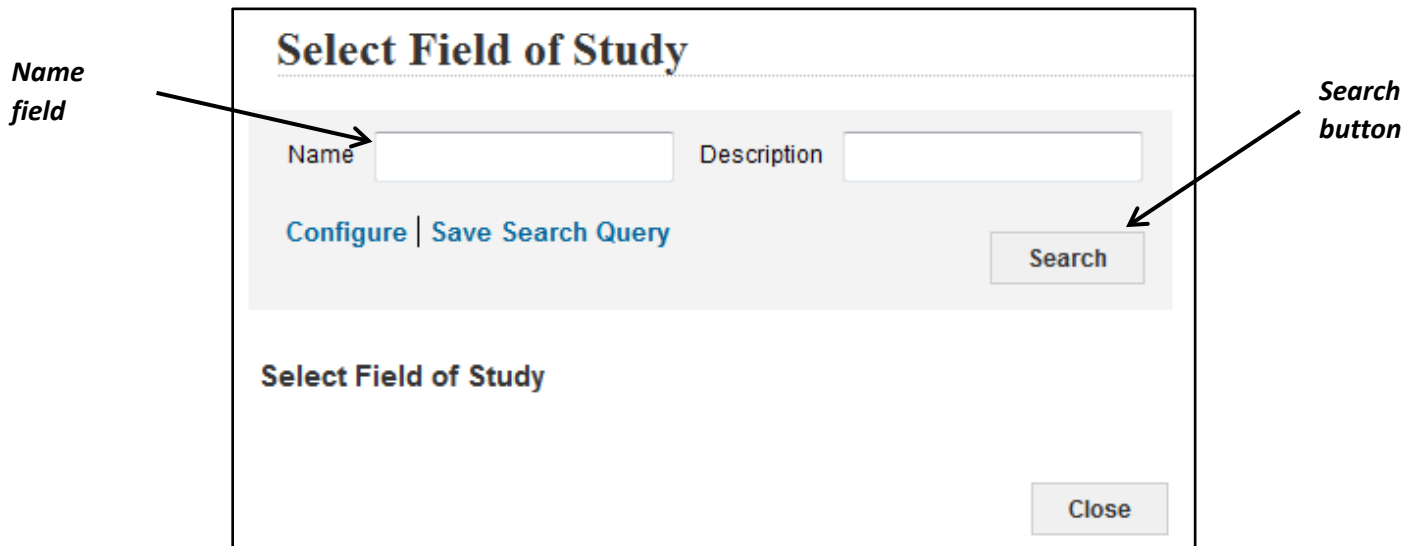 Select Field of Study
Name
field
Search
button
Name
Description
Configure | Save Search Query
Search
Select Field of Study
Close